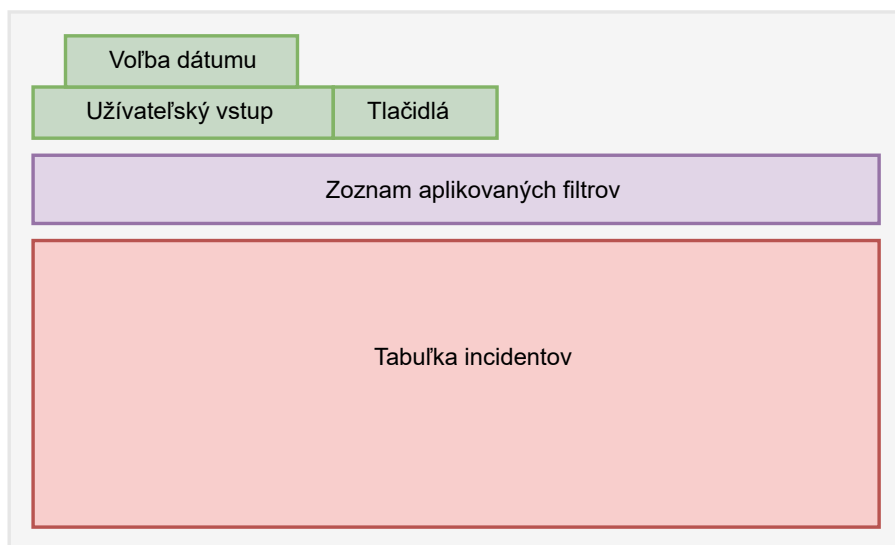 Voľba dátumu
Užívateľský vstup
Tlačidlá
Zoznam aplikovaných filtrov
Tabuľka incidentov